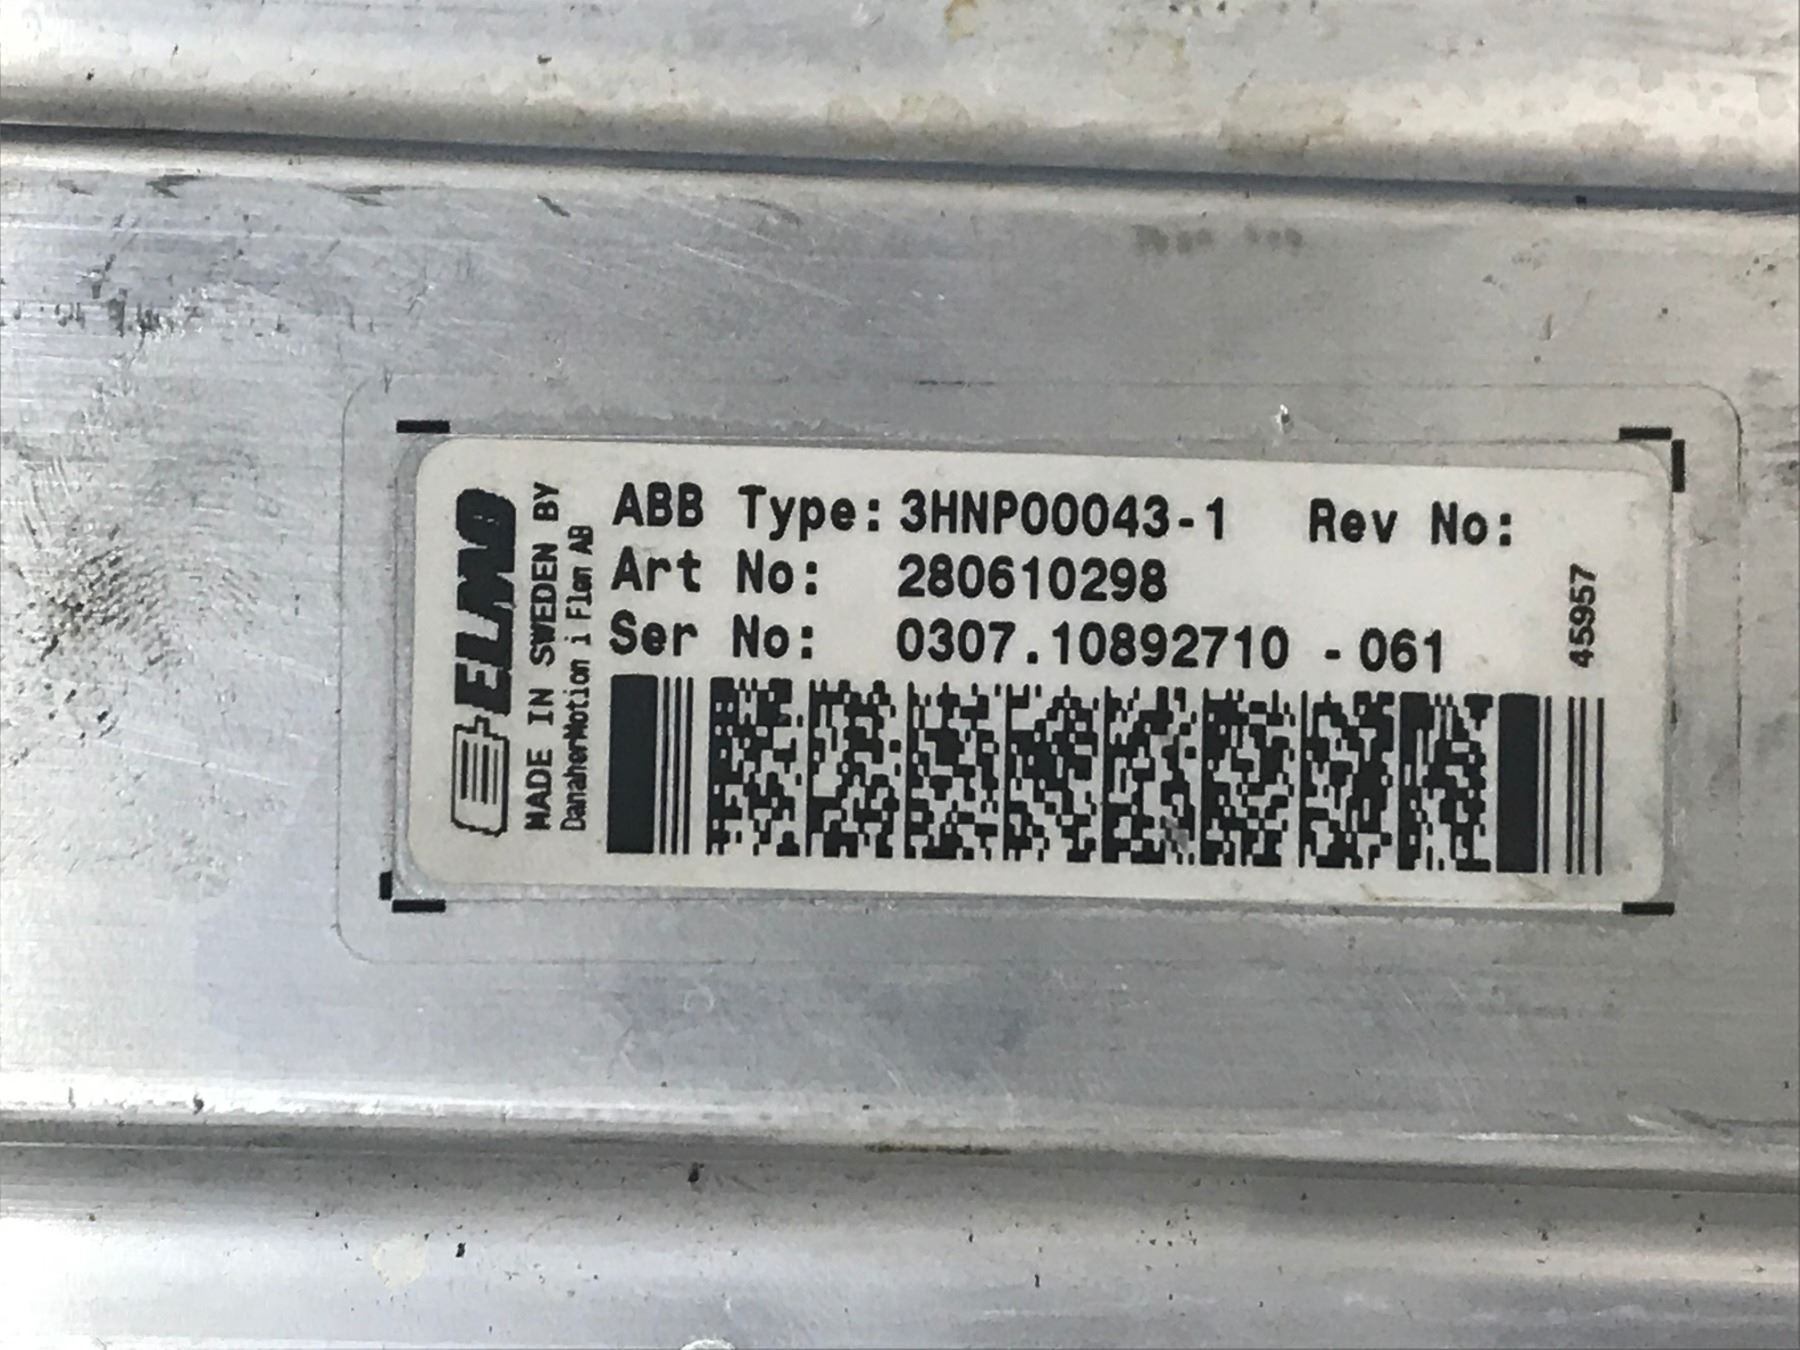 ELMO
MADE IN SWEDEN BY
DanaherMotion i Flen AB
ABB Type: 3HNP00043-1 Rev No:
Art No: 280610298
Ser No: 0307.10892710 -061
45957